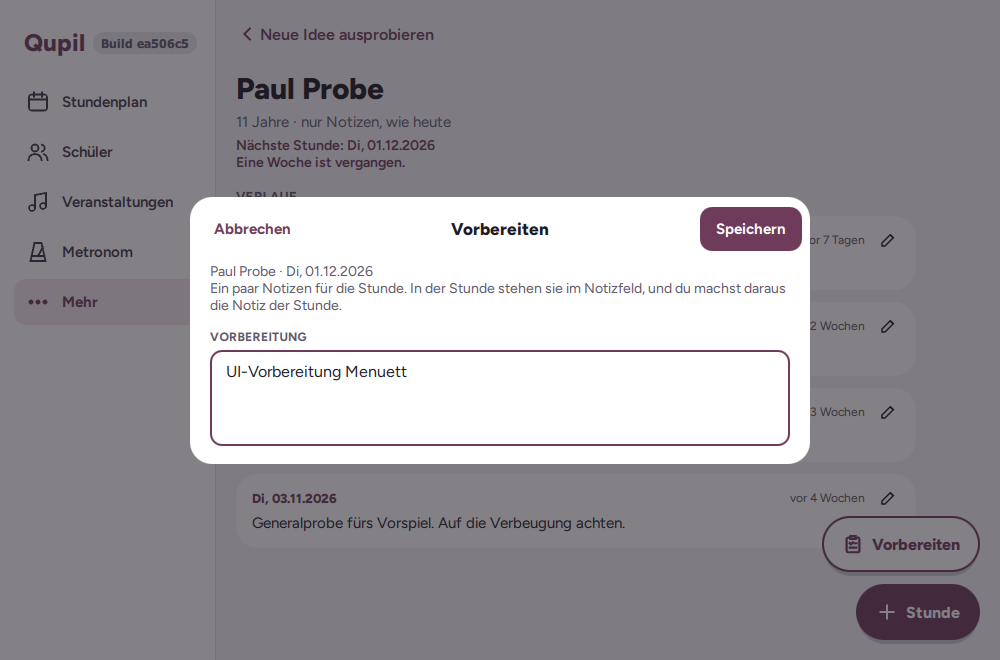 Qupil
Build ea506c5
Stundenplan
Schüler
Veranstaltungen
Metronom
Mehr
Neue Idee ausprobieren
Paul Probe
11 Jahre · nur Notizen, wie heute
Nächste Stunde: Di, 01.12.2026
Eine Woche ist vergangen.
VERLAUF
Abbrechen
Vorbereiten
Speichern
Paul Probe · Di, 01.12.2026
Ein paar Notizen für die Stunde. In der Stunde stehen sie im Notizfeld, und du machst daraus
die Notiz der Stunde.
VORBEREITUNG
UI-Vorbereitung Menuett
7 Tagen
2 Wochen
3 Wochen
Di, 03.11.2026
vor 4 Wochen
Generalprobe fürs Vorspiel. Auf die Verbeugung achten.
Vorbereiten
Stunde